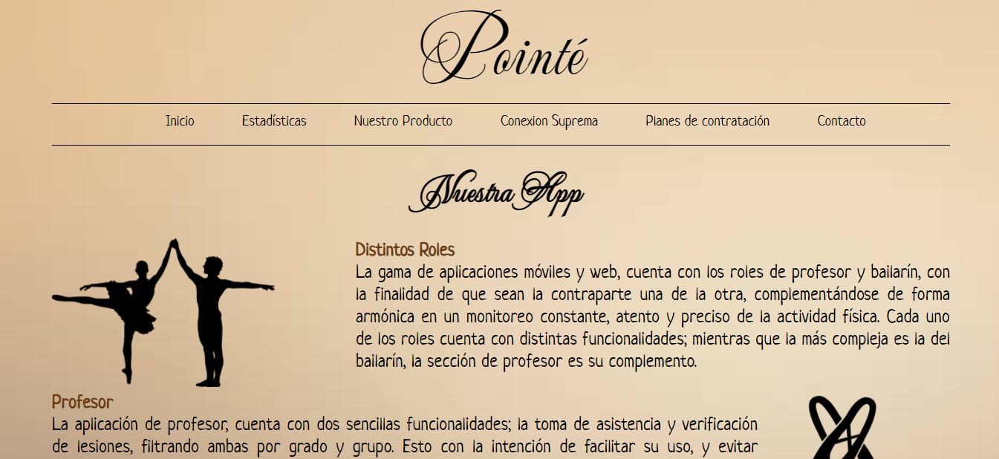 Pointé
Inicio Estadísticas Nuestro Producto Conexion Suprema Planes de contratación Contacto
Nuestra App
Distintos Roles
La gama de aplicaciones móviles y web, cuenta con los roles de profesor y bailarín, con
la finalidad de que sean la contraparte una de la otra, complementándose de forma
armónica en un monitoreo constante, atento y preciso de la actividad física. Cada uno
de los roles cuenta con distintas funcionalidades; mientras que la más compleja es la del
bailarín, la sección de profesor es su complemento.
Profesor
La aplicación de profesor, cuenta con dos sencillas funcionalidades; la toma de asistencia y verificación
de lesiones, filtrando ambas por grado y grupo. Esto con la intención de facilitar su uso, y evitar